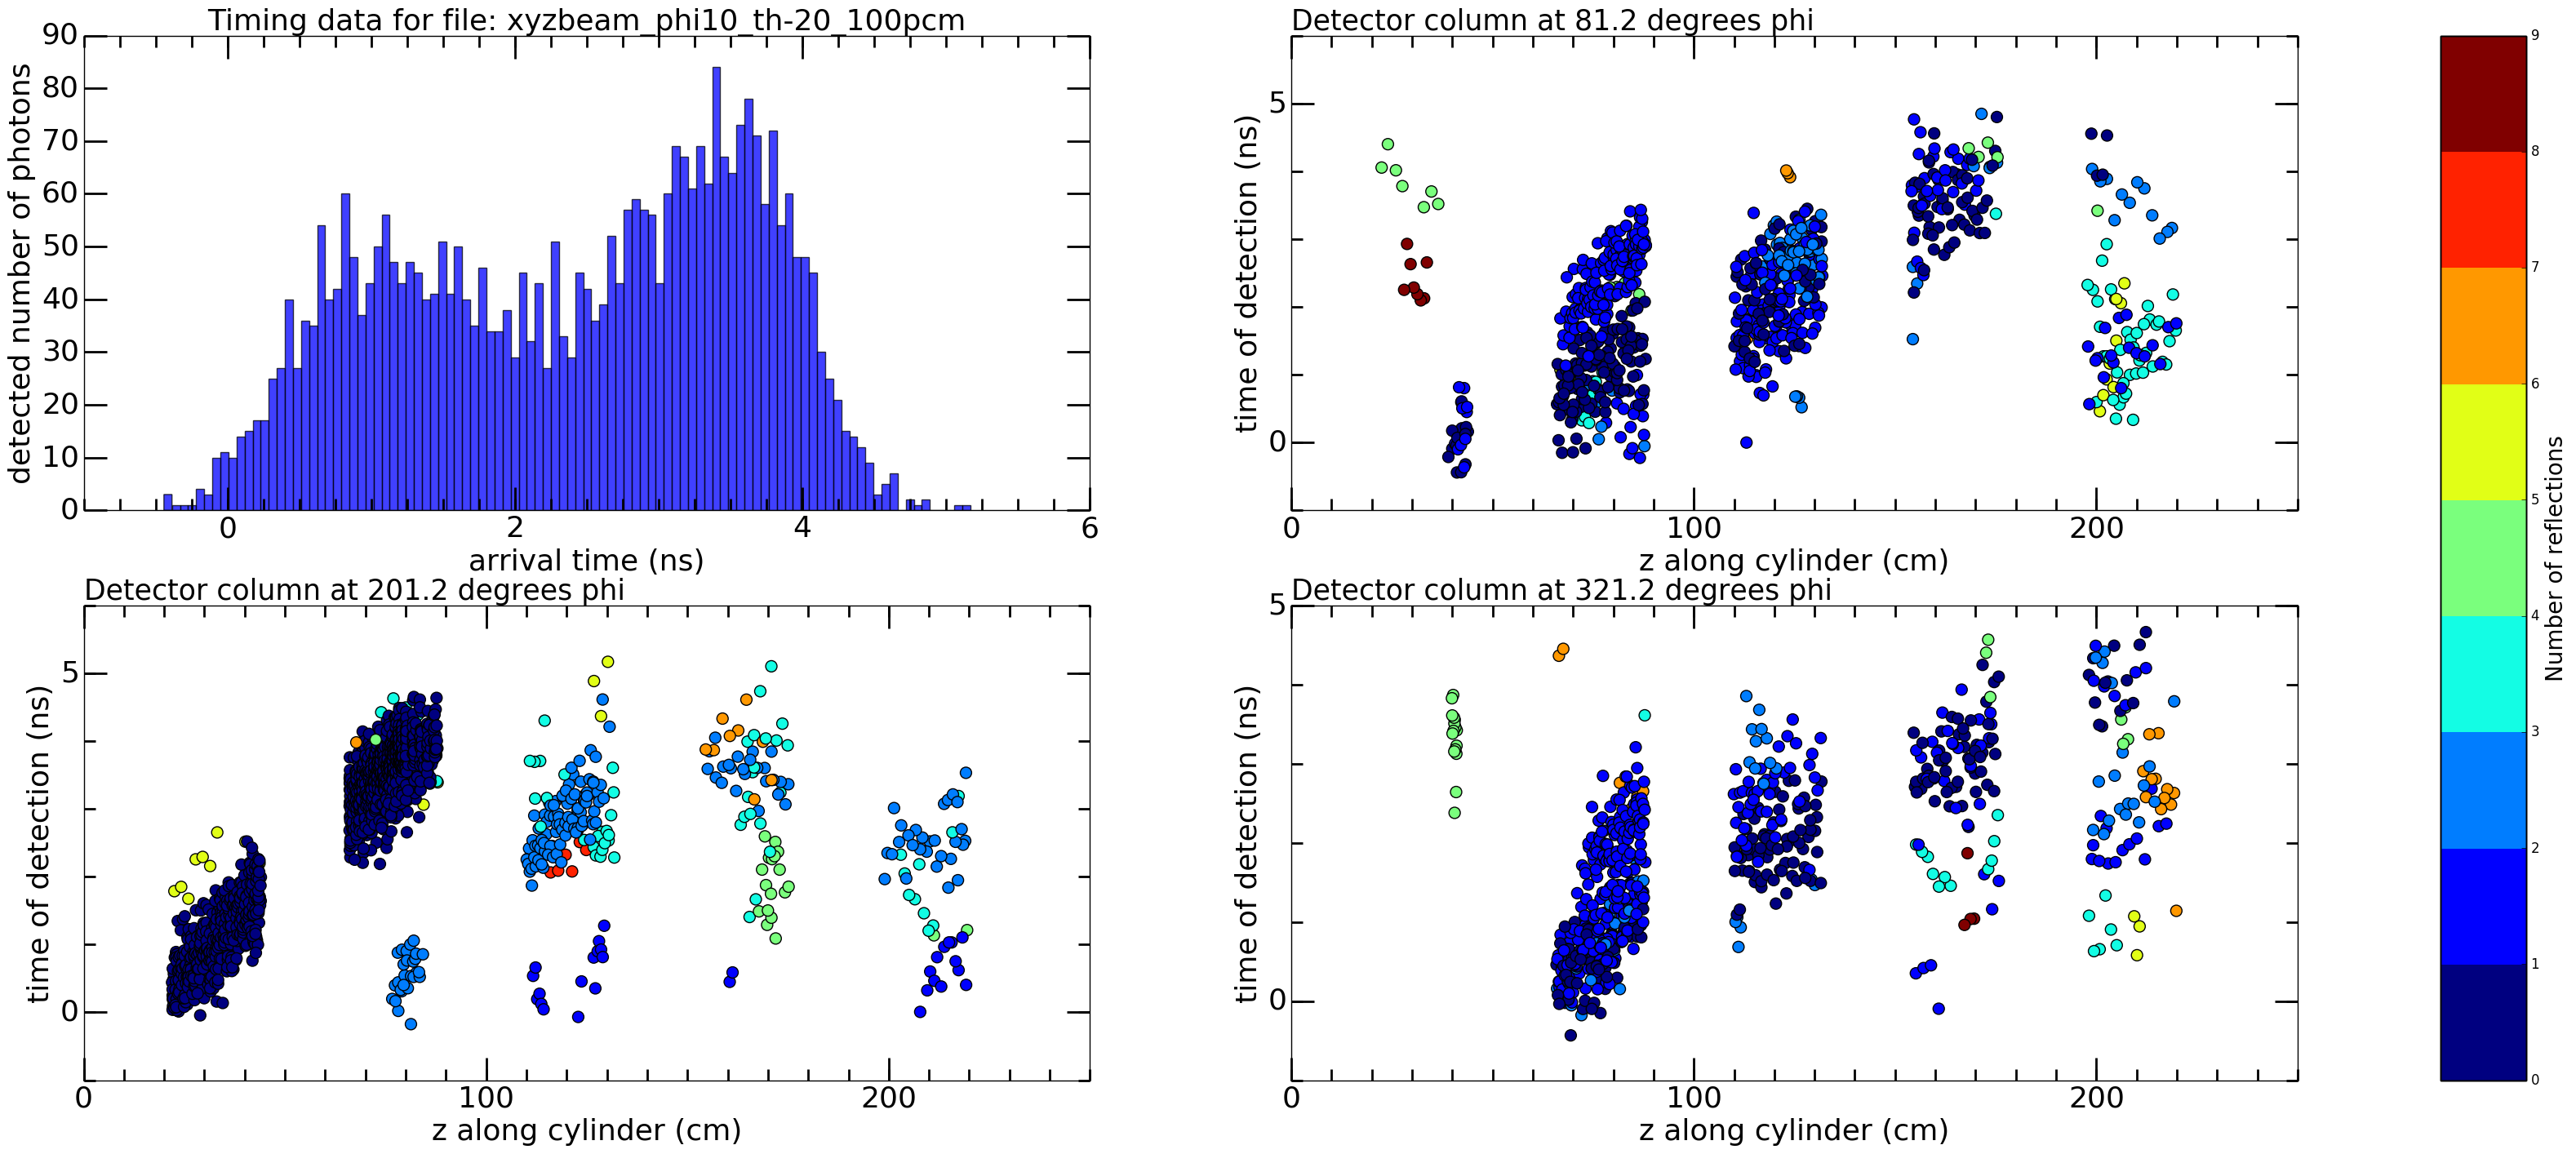 Timing data for file: xyzbeam_phi10_th-20_100pcm
90
80
70
60
50
40
30
20
10
0
detected number of photons
0 2 4 6
arrival time (ns)
Detector column at 81.2 degrees phi
5
0
time of detection (ns)
0 100 200
z along cylinder (cm)
Detector column at 201.2 degrees phi
5
0
time of detection (ns)
0 100 200
z along cylinder (cm)
Detector column at 321.2 degrees phi
5
0
time of detection (ns)
0 100 200
z along cylinder (cm)
9
8
7
6
5
4
3
2
1
0
Number of reflections